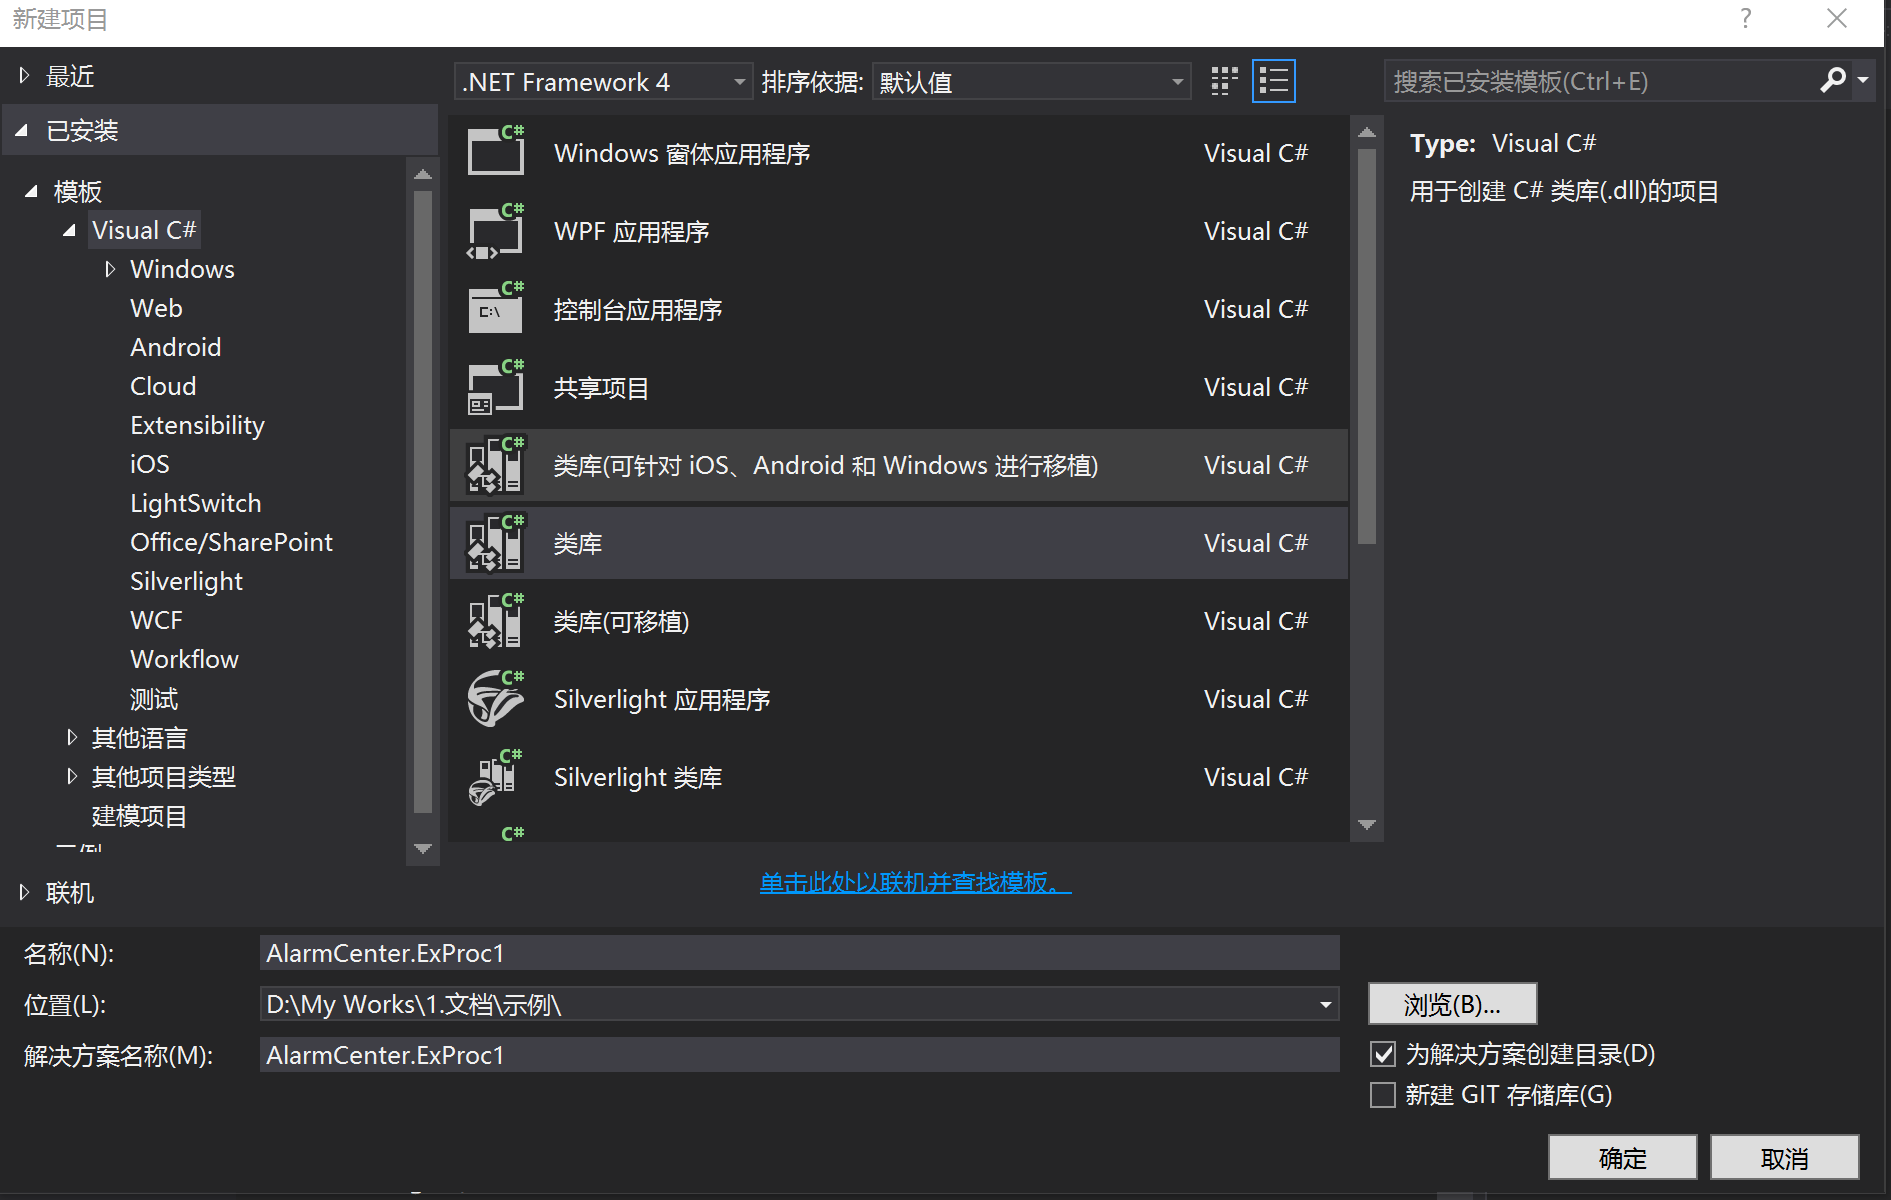 新建项目
?
最近
.NET Framework 4
排序依据:
默认值
搜索已安装模板(Ctrl+E)
已安装
模板
Visual C#
Windows
Web
Android
Cloud
Extensibility
iOS
LightSwitch
Office/SharePoint
Silverlight
WCF
Workflow
测试
其他语言
其他项目类型
建模项目
示例
联机
C#
Windows 窗体应用程序 Visual C#
C#
WPF 应用程序 Visual C#
C#
C:\
控制台应用程序 Visual C#
C#
共享项目 Visual C#
C#
类库(可针对 iOS、Android 和 Windows 进行移植) Visual C#
C#
类库 Visual C#
C#
类库(可移植) Visual C#
C#
Silverlight 应用程序 Visual C#
C#
Silverlight 类库 Visual C#
C#
单击此处以联机并查找模板。
Type: Visual C#
用于创建 C# 类库(.dll)的项目
名称(N): AlarmCenter.ExProc1
位置(L): D:\My Works\1.文档\示例\
浏览(B)...
解决方案名称(M): AlarmCenter.ExProc1
为解决方案创建目录(D)
新建 GIT 存储库(G)
确定
取消